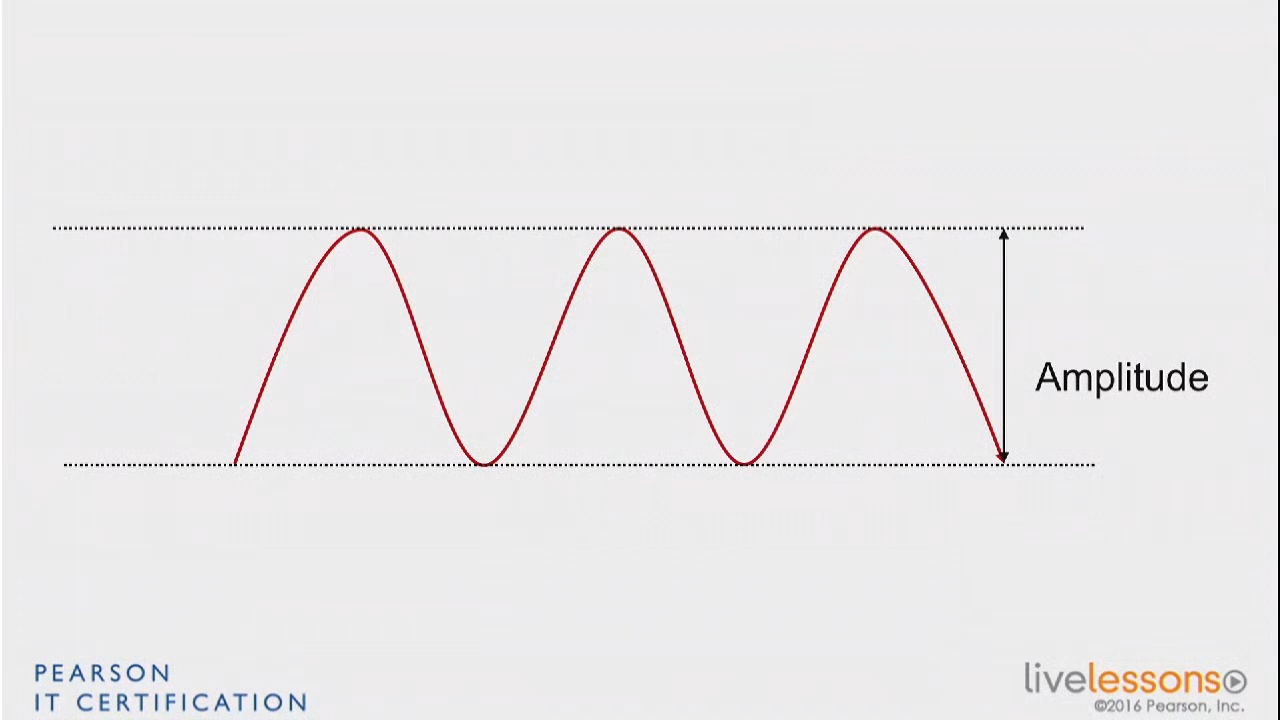 Amplitude
PEARSON
IT CERTIFICATION
livelessons
©2016 Pearson, Inc.